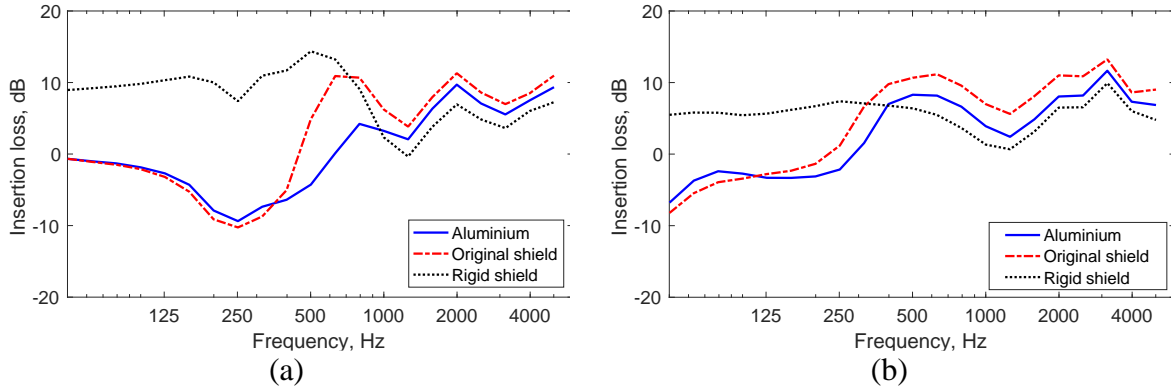 20
10
0
-10
-20
Insertion loss, dB
Aluminium
Original shield
Rigid shield
125 250 500 1000 2000 4000
Frequency, Hz
(a)
20
10
0
-10
-20
Insertion loss, dB
Aluminium
Original shield
Rigid shield
125 250 500 1000 2000 4000
Frequency, Hz
(b)